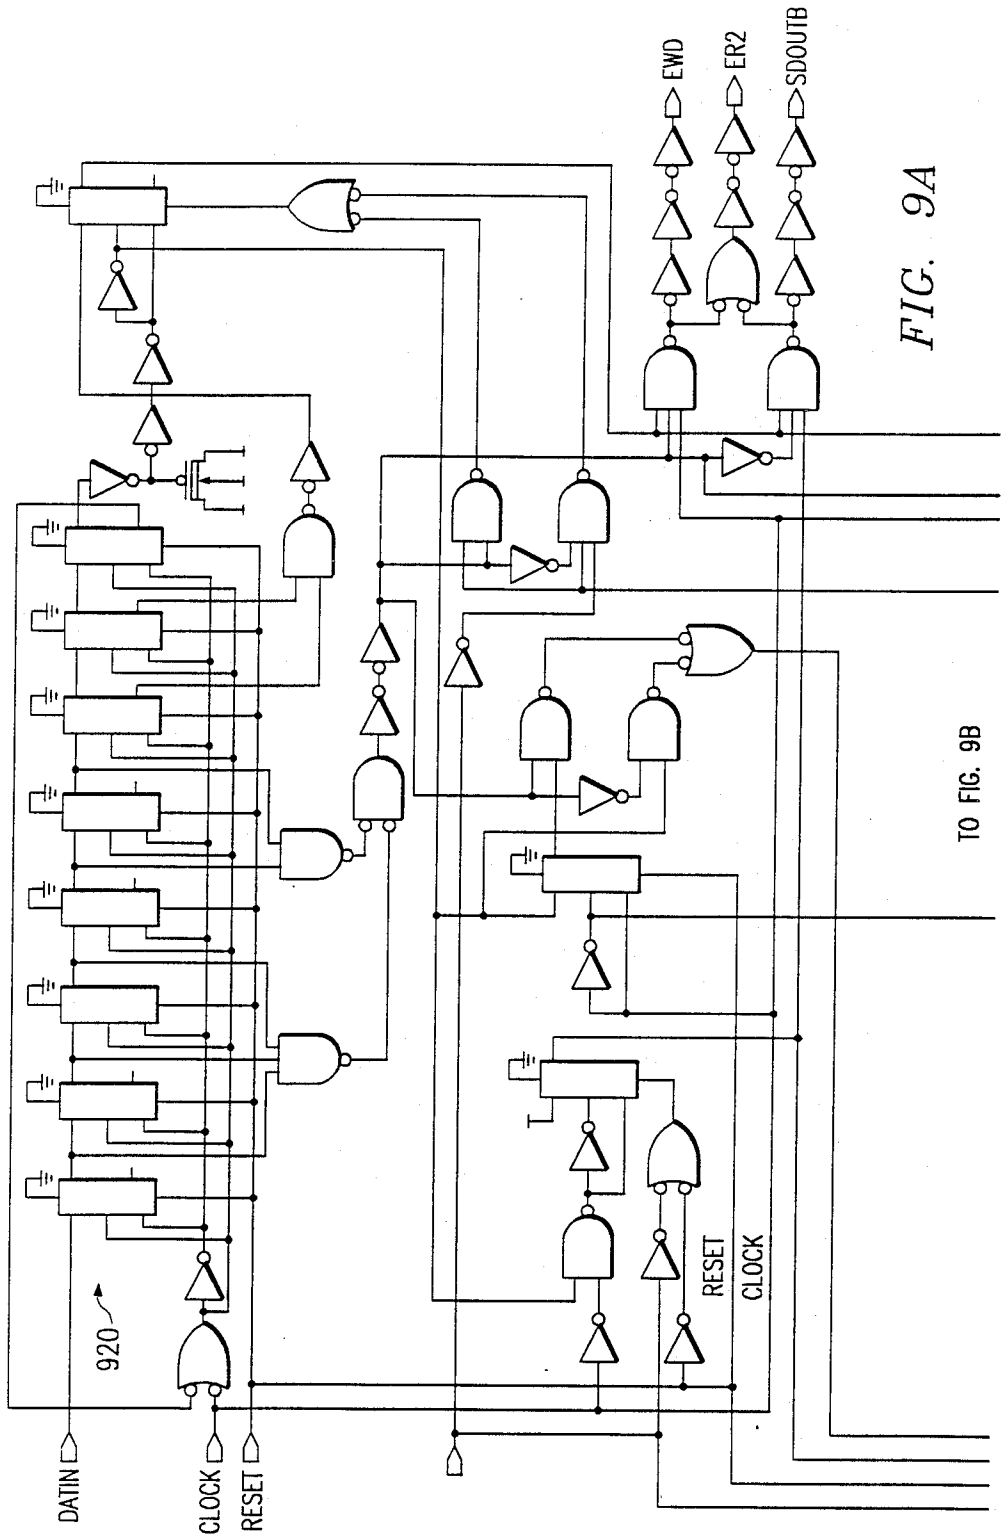 DATIN
CLOCK
RESET
920
RESET
CLOCK
TO FIG. 9B
EWD
ER2
SDOUTB
FIG. 9A